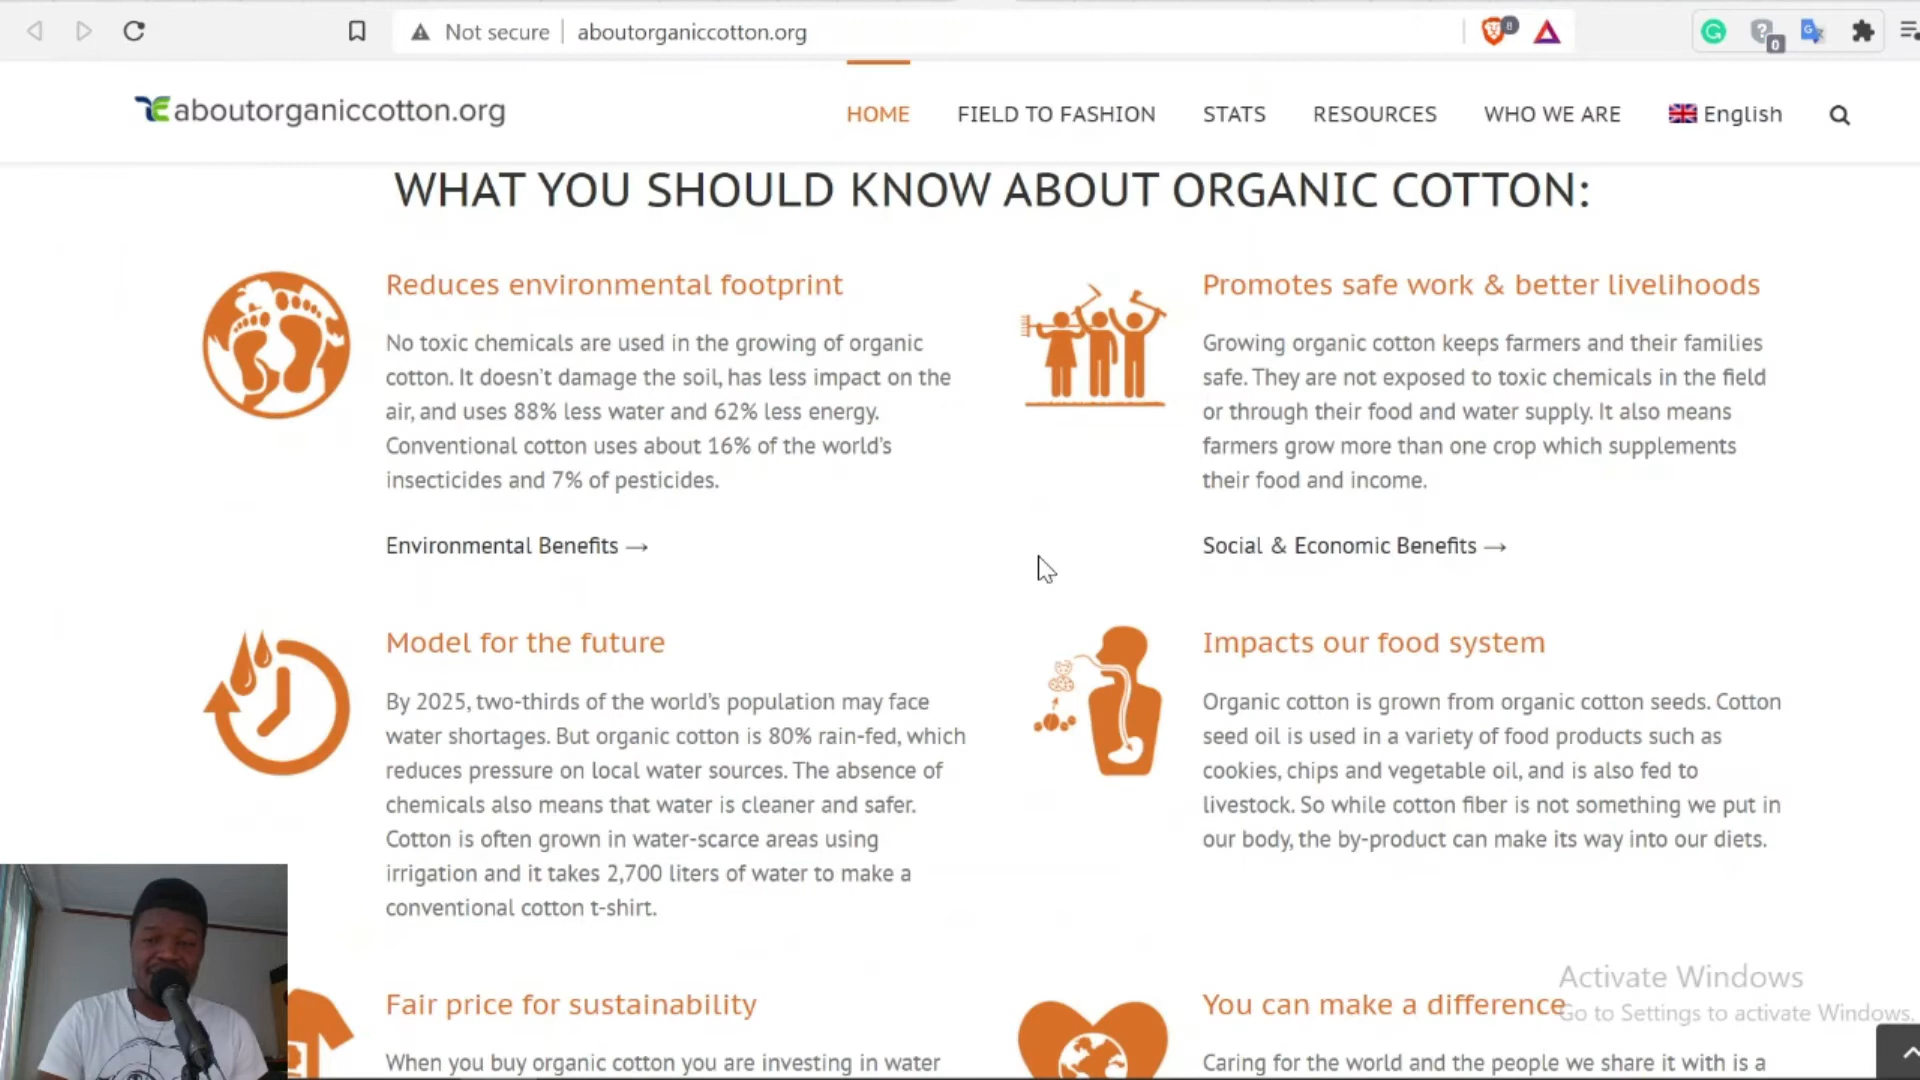 Not secure
aboutorganiccotton.org
8
0
aboutorganiccotton.org
HOME
FIELD TO FASHION
STATS
RESOURCES
WHO WE ARE
English
WHAT YOU SHOULD KNOW ABOUT ORGANIC COTTON:
Reduces environmental footprint
No toxic chemicals are used in the growing of organic
cotton. It doesn't damage the soil, has less impact on the
air, and uses 88% less water and 62% less energy.
Conventional cotton uses about 16% of the world's
insecticides and 7% of pesticides.
Environmental Benefits →
Promotes safe work & better livelihoods
Growing organic cotton keeps farmers and their families
safe. They are not exposed to toxic chemicals in the field
or through their food and water supply. It also means
farmers grow more than one crop which supplements
their food and income.
Social & Economic Benefits →
Model for the future
By 2025, two-thirds of the world's population may face
water shortages. But organic cotton is 80% rain-fed, which
reduces pressure on local water sources. The absence of
chemicals also means that water is cleaner and safer.
Cotton is often grown in water-scarce areas using
irrigation and it takes 2,700 liters of water to make a
conventional cotton t-shirt.
Impacts our food system
Organic cotton is grown from organic cotton seeds. Cotton
seed oil is used in a variety of food products such as
cookies, chips and vegetable oil, and is also fed to
livestock. So while cotton fiber is not something we put in
our body, the by-product can make its way into our diets.
Fair price for sustainability
When you buy organic cotton you are investing in water
You can make a difference
Caring for the world and the people we share it with is a
Activate Windows
Go to Settings to activate Windows.